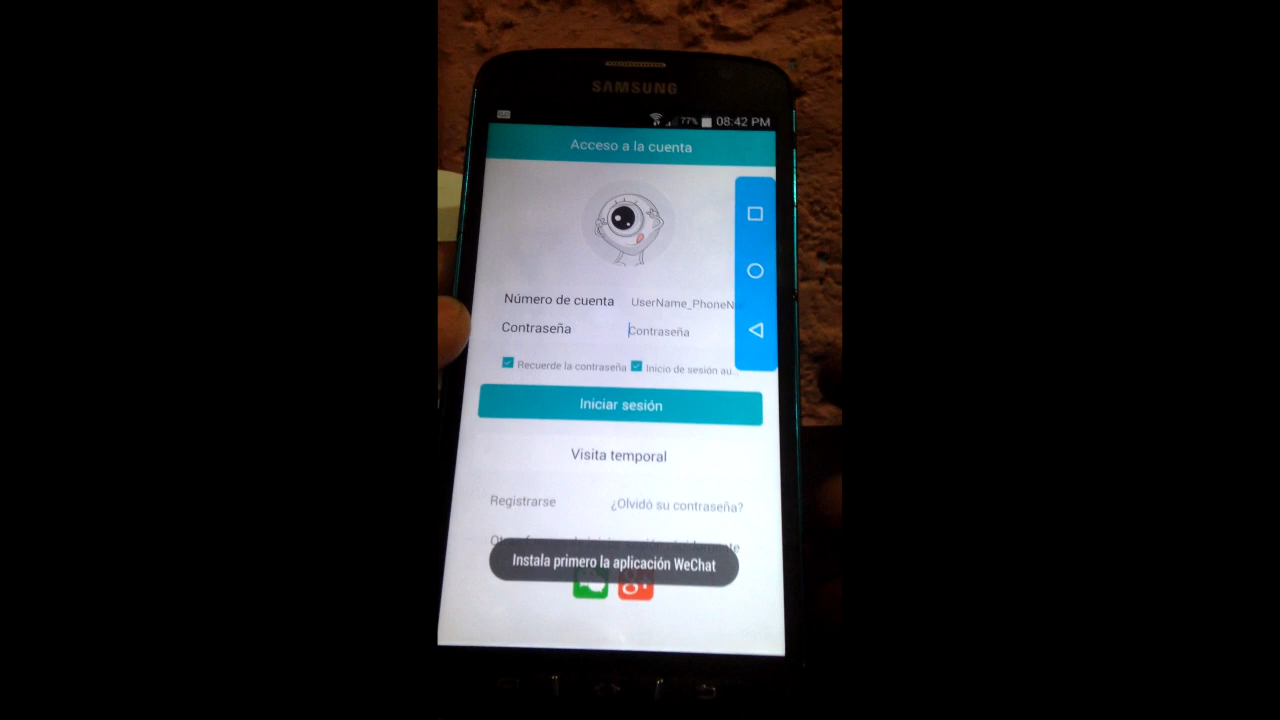 SAMSUNG
77% 08:42 PM
Acceso a la cuenta
Número de cuenta UserName_PhoneN
Contraseña Contraseña
Recuerde la contraseña Inicio de sesión au...
Iniciar sesión
Visita temporal
Registrarse ¿Olvidó su contraseña?
Instala primero la aplicación WeChat